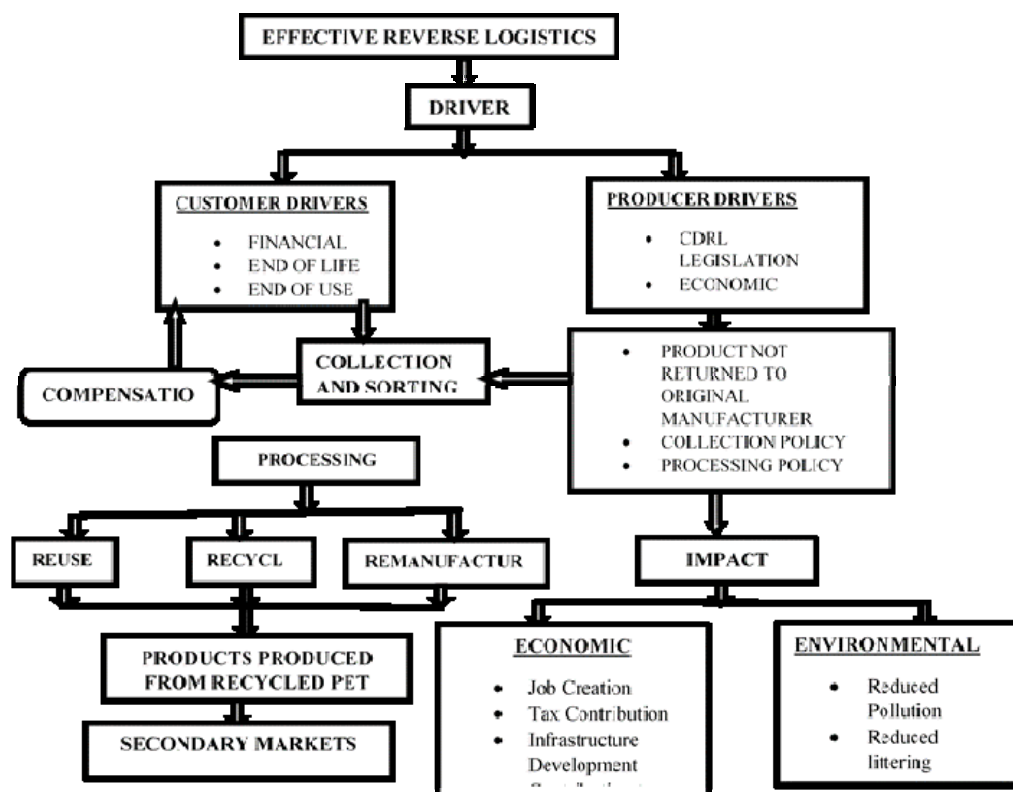 EFFECTIVE REVERSE LOGISTICS
DRIVER
CUSTOMER DRIVERS
• FINANCIAL
• END OF LIFE
• END OF USE
PRODUCER DRIVERS
• CDRL
LEGISLATION
• ECONOMIC
COLLECTION
AND SORTING
COMPENSATIO
• PRODUCT NOT
RETURNED TO
ORIGINAL
MANUFACTURER
• COLLECTION POLICY
• PROCESSING POLICY
PROCESSING
REUSE
RECYCL
REMANUFACTUR
IMPACT
PRODUCTS PRODUCED
FROM RECYCLED PET
SECONDARY MARKETS
ECONOMIC
• Job Creation
• Tax Contribution
• Infrastructure
Development
ENVIRONMENTAL
• Reduced
Pollution
• Reduced
littering